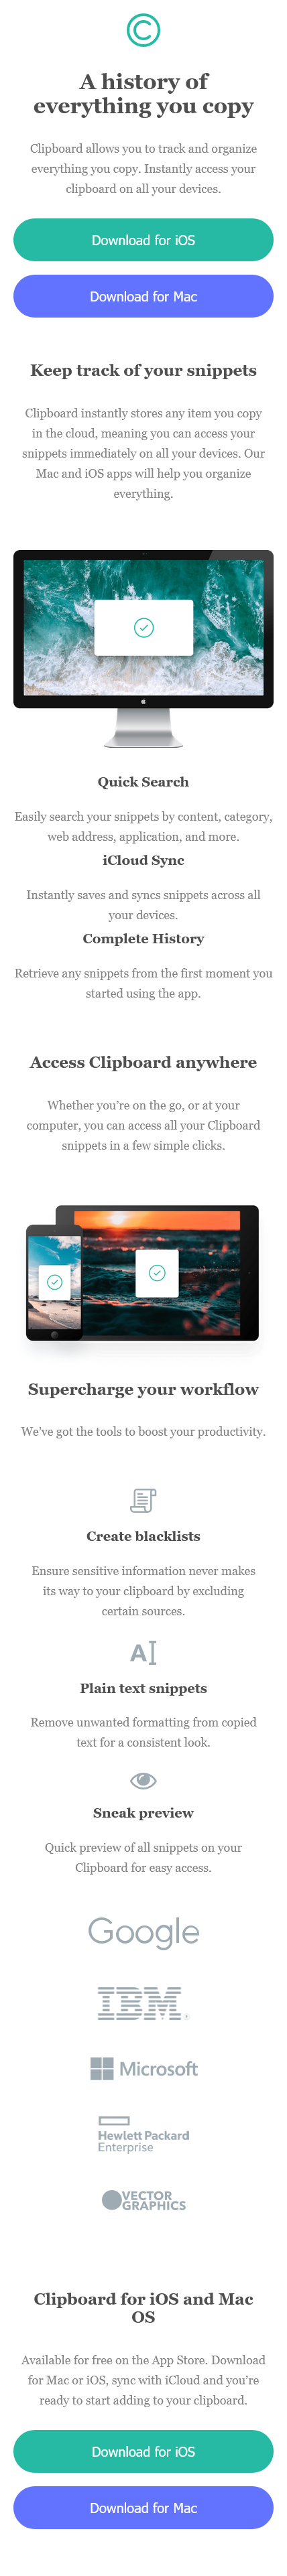 A history of
everything you copy
Clipboard allows you to track and organize
everything you copy. Instantly access your
clipboard on all your devices.
Download for iOS
Download for Mac
Keep track of your snippets
Clipboard instantly stores any item you copy
in the cloud, meaning you can access your
snippets immediately on all your devices. Our
Mac and iOS apps will help you organize
everything.
Quick Search
Easily search your snippets by content, category,
web address, application, and more.
iCloud Sync
Instantly saves and syncs snippets across all
your devices.
Complete History
Retrieve any snippets from the first moment you
started using the app.
Access Clipboard anywhere
Whether you’re on the go, or at your
computer, you can access all your Clipboard
snippets in a few simple clicks.
Supercharge your workflow
We’ve got the tools to boost your productivity.
Create blacklists
Ensure sensitive information never makes
its way to your clipboard by excluding
certain sources.
A
Plain text snippets
Remove unwanted formatting from copied
text for a consistent look.
Sneak preview
Quick preview of all snippets on your
Clipboard for easy access.
Google
IBM
Microsoft
Hewlett Packard
Enterprise
VECTOR
GRAPHICS
Clipboard for iOS and Mac
OS
Available for free on the App Store. Download
for Mac or iOS, sync with iCloud and you’re
ready to start adding to your clipboard.
Download for iOS
Download for Mac